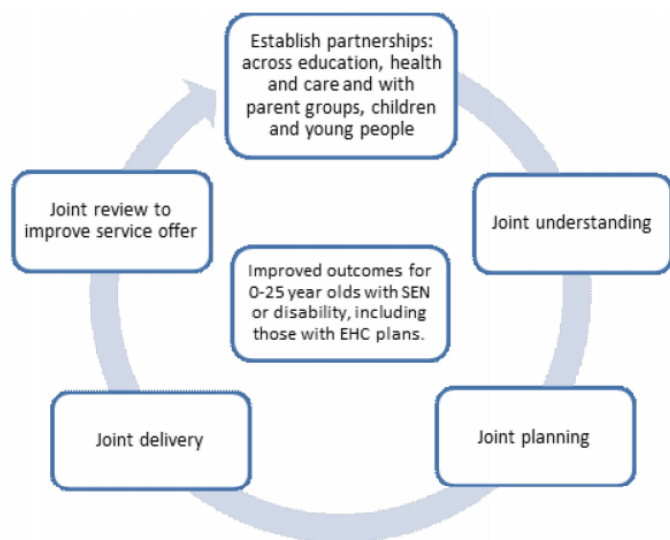 Establish partnerships:
across education, health
and care and with
parent groups, children
and young people
Joint understanding
Joint planning
Joint delivery
Joint review to
improve service offer
Improved outcomes for
0-25 year olds with SEN
or disability, including
those with EHC plans.